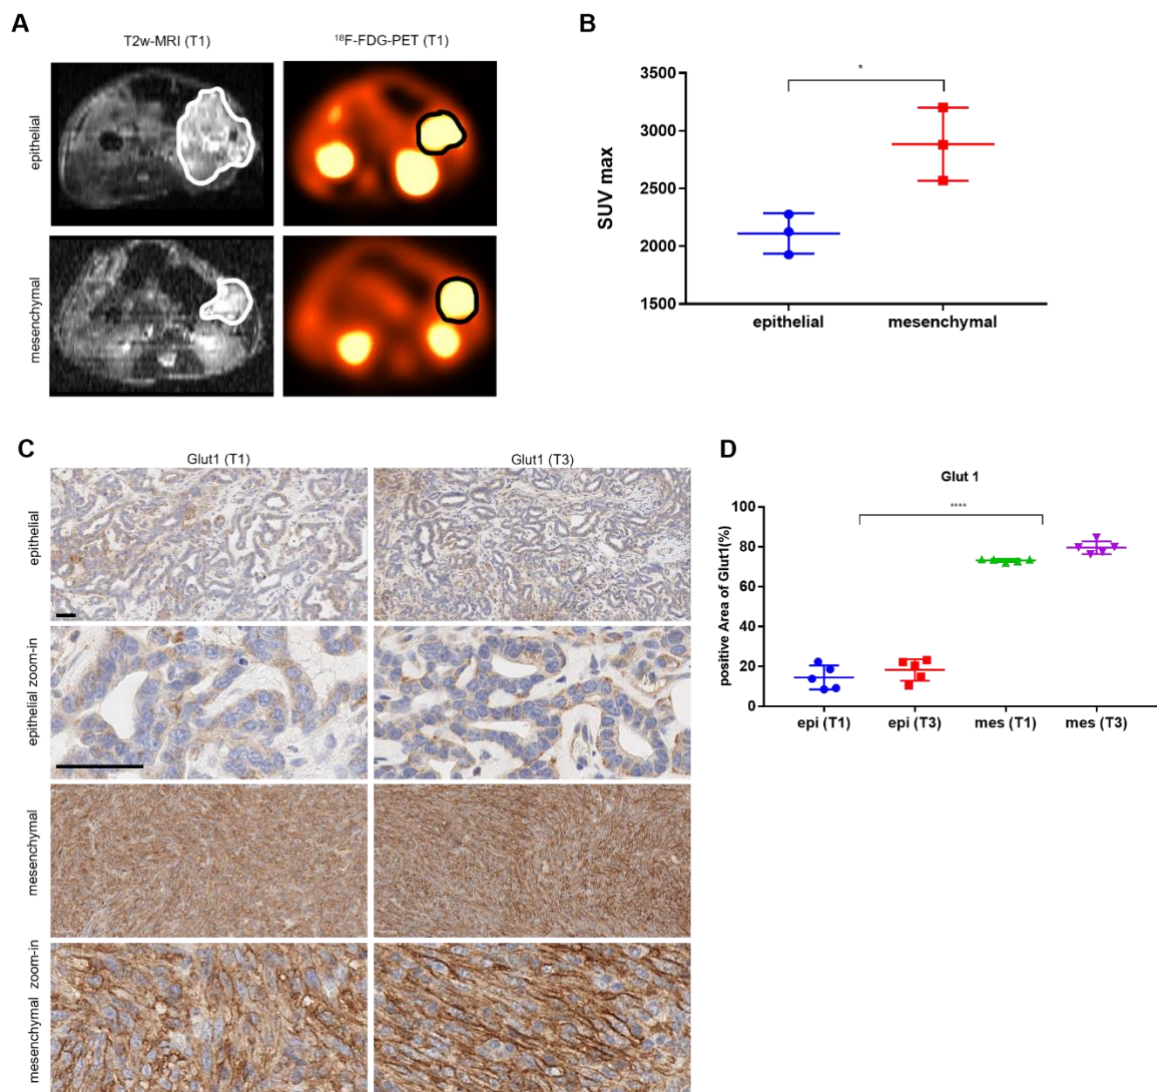 A
T2w-MRI (T1)
18F-FDG-PET (T1)
epithelial
mesenchymal
B
*
SUV max
3500
3000
2500
2000
1500
epithelial
mesenchymal
C
Glut1 (T1)
Glut1 (T3)
epithelial
epithelial zoom-in
mesenchymal
mesenchymal zoom-in
D
Glut 1
****
positive Area of Glut1(%)
100
80
60
40
20
0
epi (T1)
epi (T3)
mes (T1)
mes (T3)